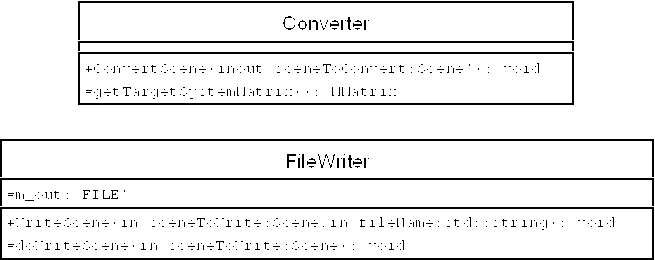 Converter
+ConvertScene(inout sceneToConvert:Scene*): void
#getTargetSystemMatrix(): HMatrix
FileWriter
#m_out: FILE*
+WriteScene(in sceneToWrite:Scene,in fileName:std::string): void
#doWriteScene(in sceneToWrite:Scene): void